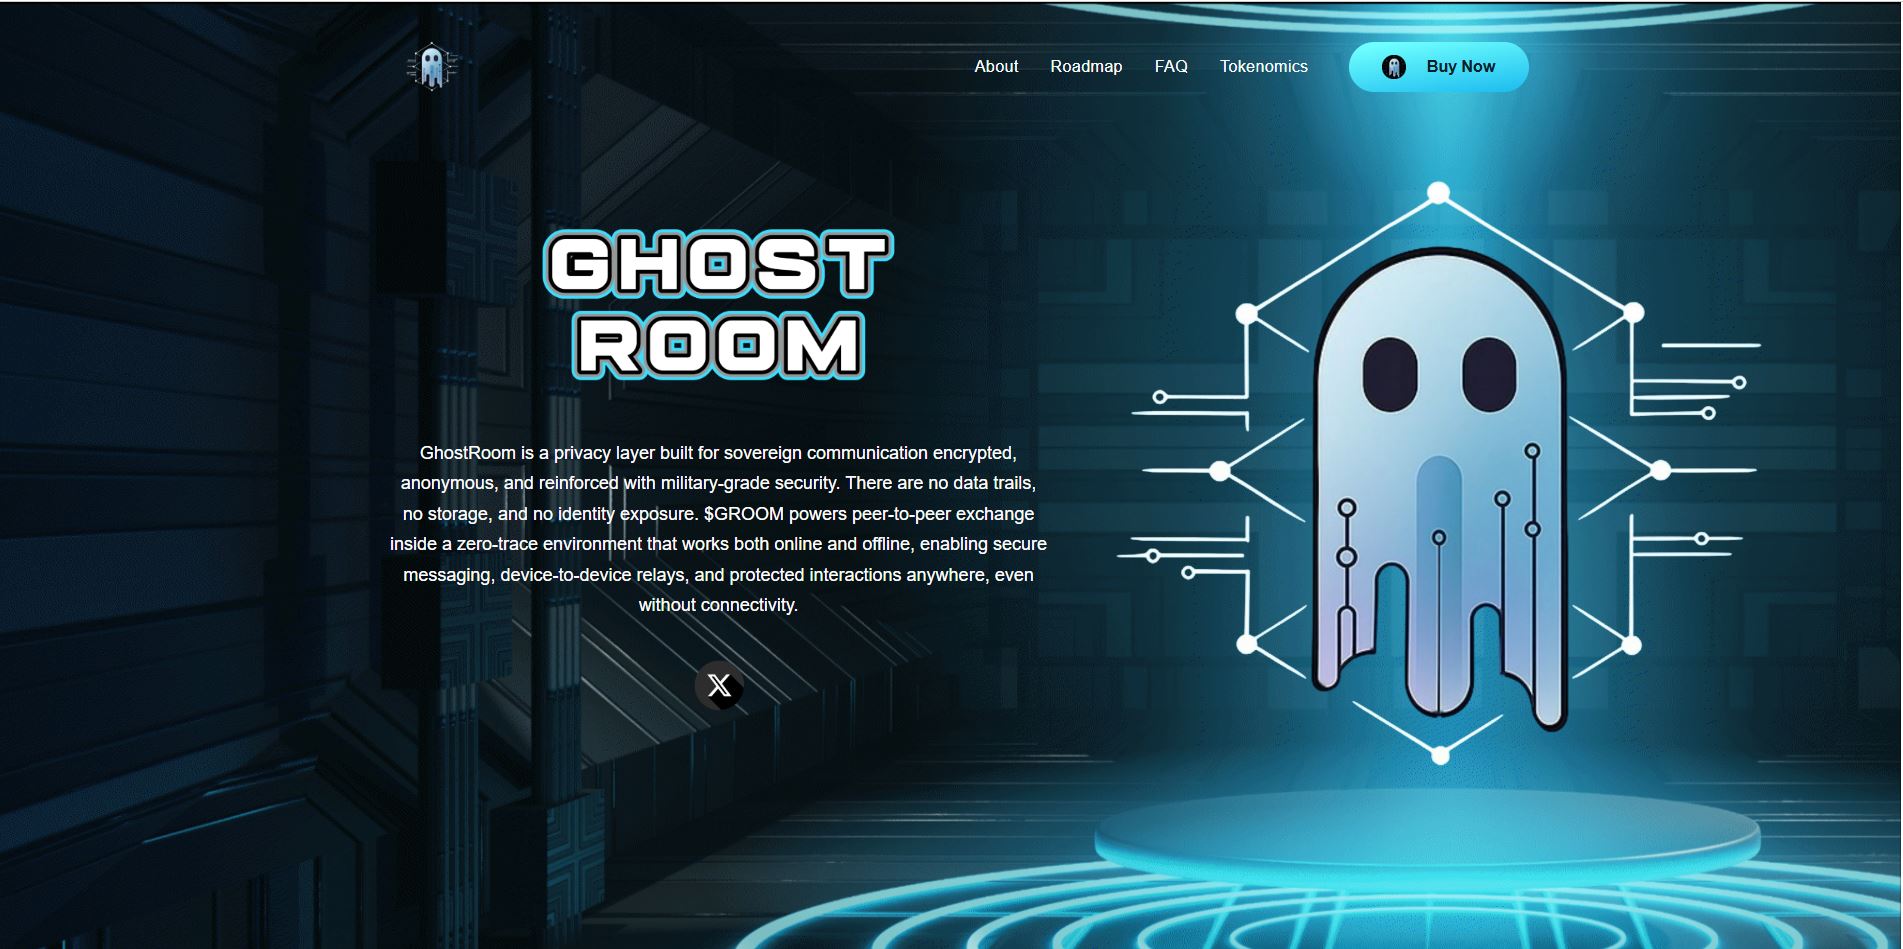 About Roadmap FAQ Tokenomics Buy Now
GHOST
ROOM
GhostRoom is a privacy layer built for sovereign communication encrypted,
anonymous, and reinforced with military-grade security. There are no data trails,
no storage, and no identity exposure. $GROOM powers peer-to-peer exchange
inside a zero-trace environment that works both online and offline, enabling secure
messaging, device-to-device relays, and protected interactions anywhere, even
without connectivity.